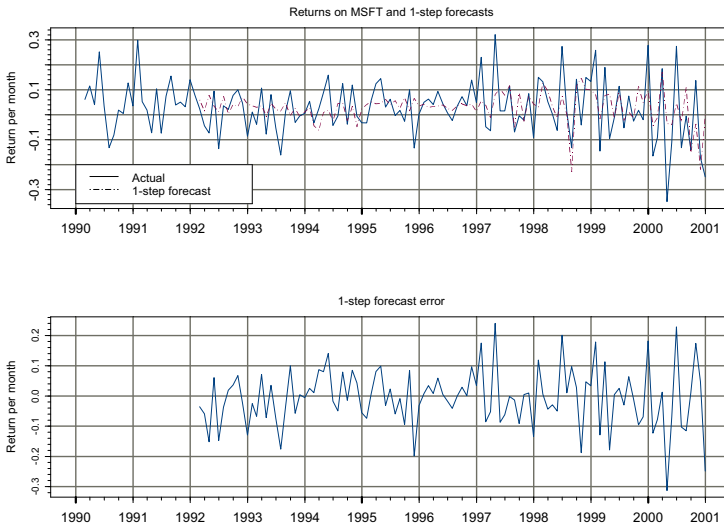 Returns on MSFT and 1-step forecasts
Return per month
0.3
0.1
-0.1
-0.3
Actual
1-step forecast
1990 1991 1992 1993 1994 1995 1996 1997 1998 1999 2000 2001
1-step forecast error
Return per month
0.2
0.1
0.0
-0.1
-0.2
-0.3
1990 1991 1992 1993 1994 1995 1996 1997 1998 1999 2000 2001